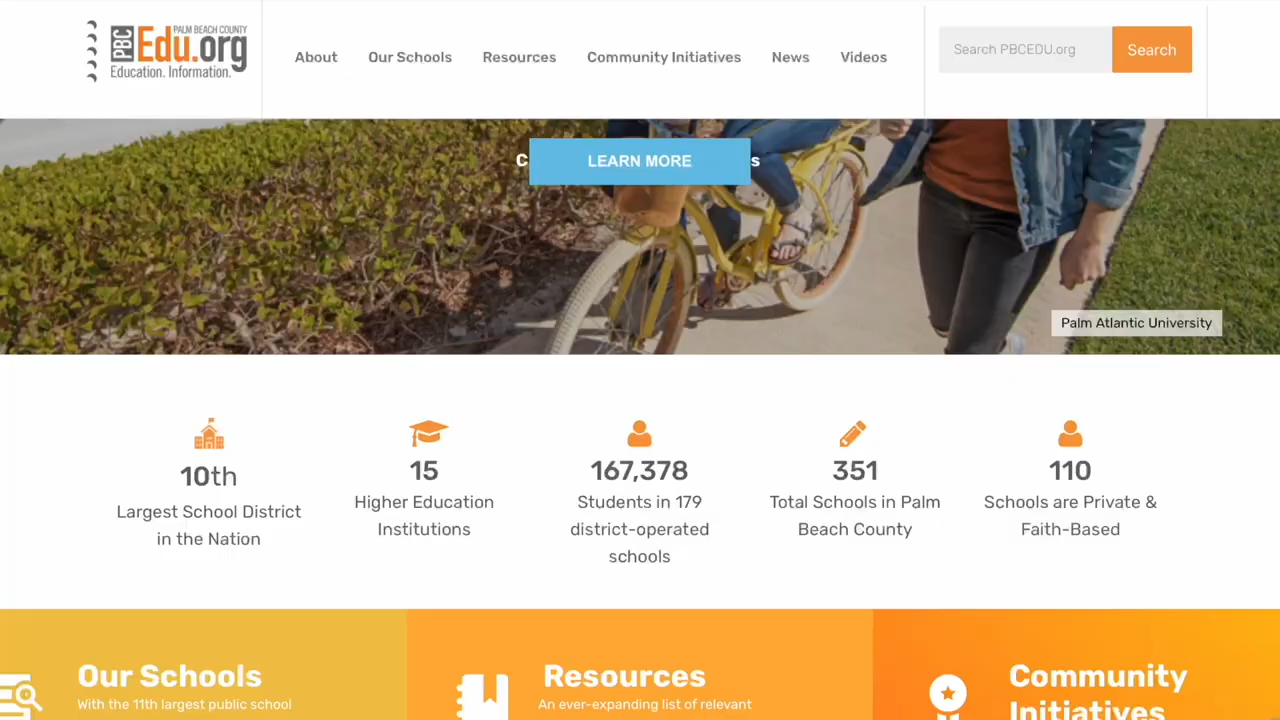 PBC
PALM BEACH COUNTY
Edu.org
Education. Information.
About
Our Schools
Resources
Community Initiatives
News
Videos
Search PBCEDU.org
Search
C
LEARN MORE
s
Palm Atlantic University
10th
Largest School District
in the Nation
15
Higher Education
Institutions
167,378
Students in 179
district-operated
schools
351
Total Schools in Palm
Beach County
110
Schools are Private &
Faith-Based
Our Schools
With the 11th largest public school
Resources
An ever-expanding list of relevant
Community
Initiatives